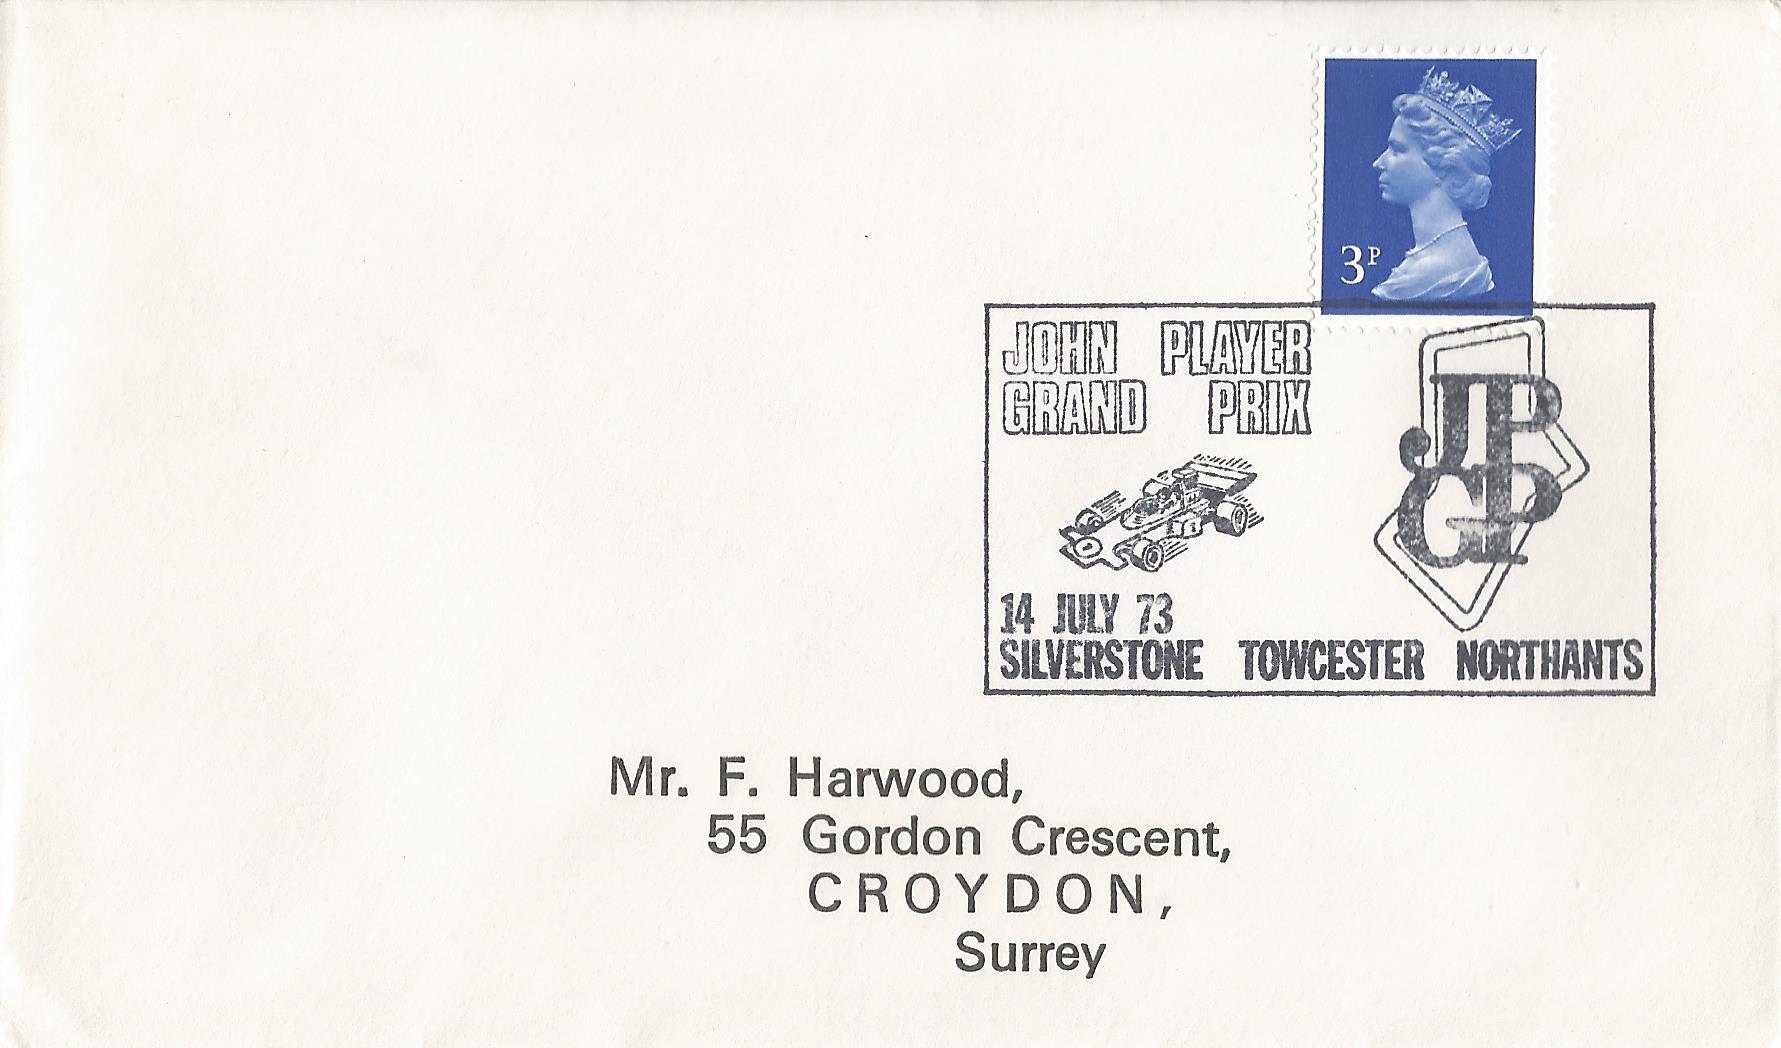 3P
JOHN PLAYER
GRAND PRIX
JP
GP
14 JULY 73
SILVERSTONE TOWCESTER NORTHANTS
Mr. F. Harwood,
55 Gordon Crescent,
CROYDON,
Surrey